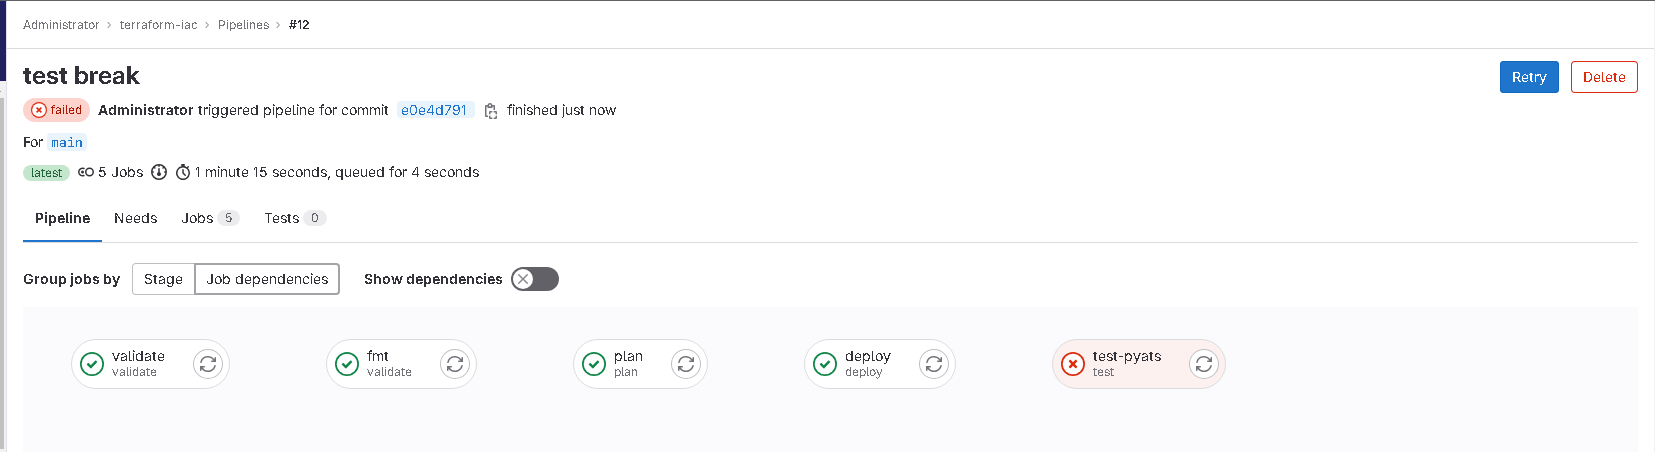 Administrator > terraform-iac > Pipelines > #12
test break
Retry
Delete
failed Administrator triggered pipeline for commit e0e4d791 finished just now
For main
latest 5 Jobs 1 minute 15 seconds, queued for 4 seconds
Pipeline Needs Jobs 5 Tests 0
Group jobs by Stage Job dependencies Show dependencies
validate
validate
fmt
validate
plan
plan
deploy
deploy
test-pyats
test